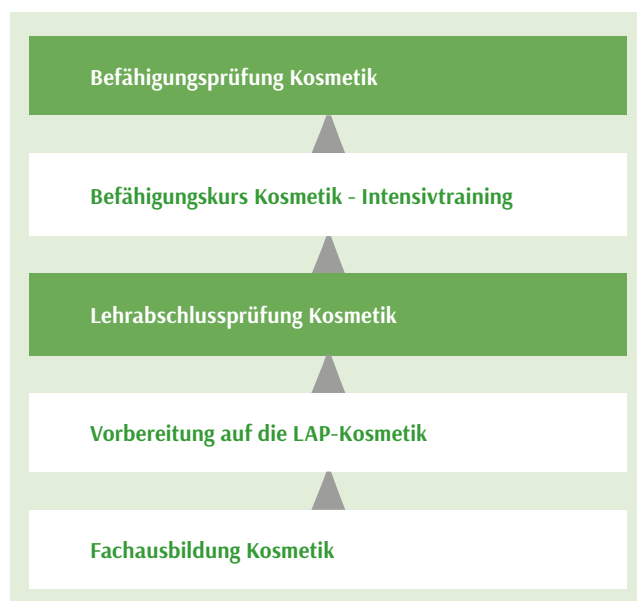 Befähigungsprüfung Kosmetik
Befähigungskurs Kosmetik - Intensivtraining
Lehrabschlussprüfung Kosmetik
Vorbereitung auf die LAP-Kosmetik
Fachausbildung Kosmetik